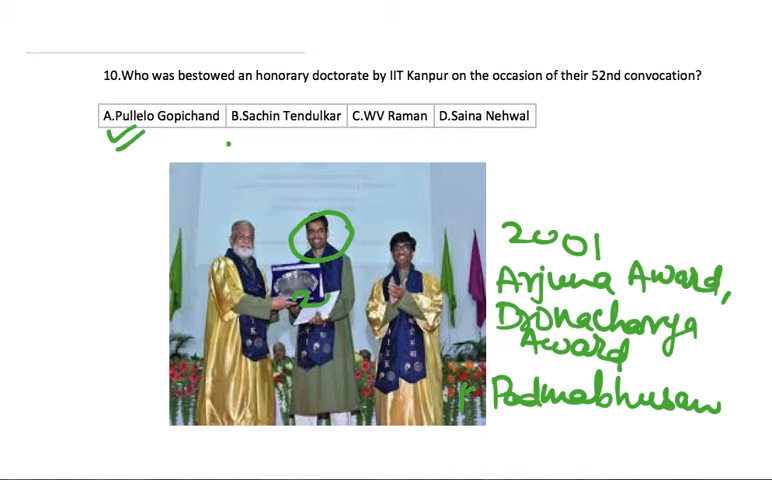 10.Who was bestowed an honorary doctorate by IIT Kanpur on the occasion of their 52nd convocation?
A.Pullelo Gopichand B.Sachin Tendulkar C.WV Raman D.Saina Nehwal
2001
Arjuna Award,
Dronacharya
Award
Padmabhusan